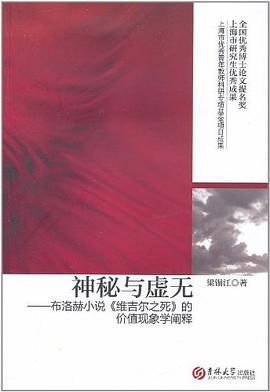 全国优秀博士论文提名奖
上海市研究生优秀成果
上海市优秀青年教师科研专项基金项目成果
神秘与虚无
——布洛赫小说《维吉尔之死》的
价值现象学阐释
梁锡江◎著
吉林大学出版社